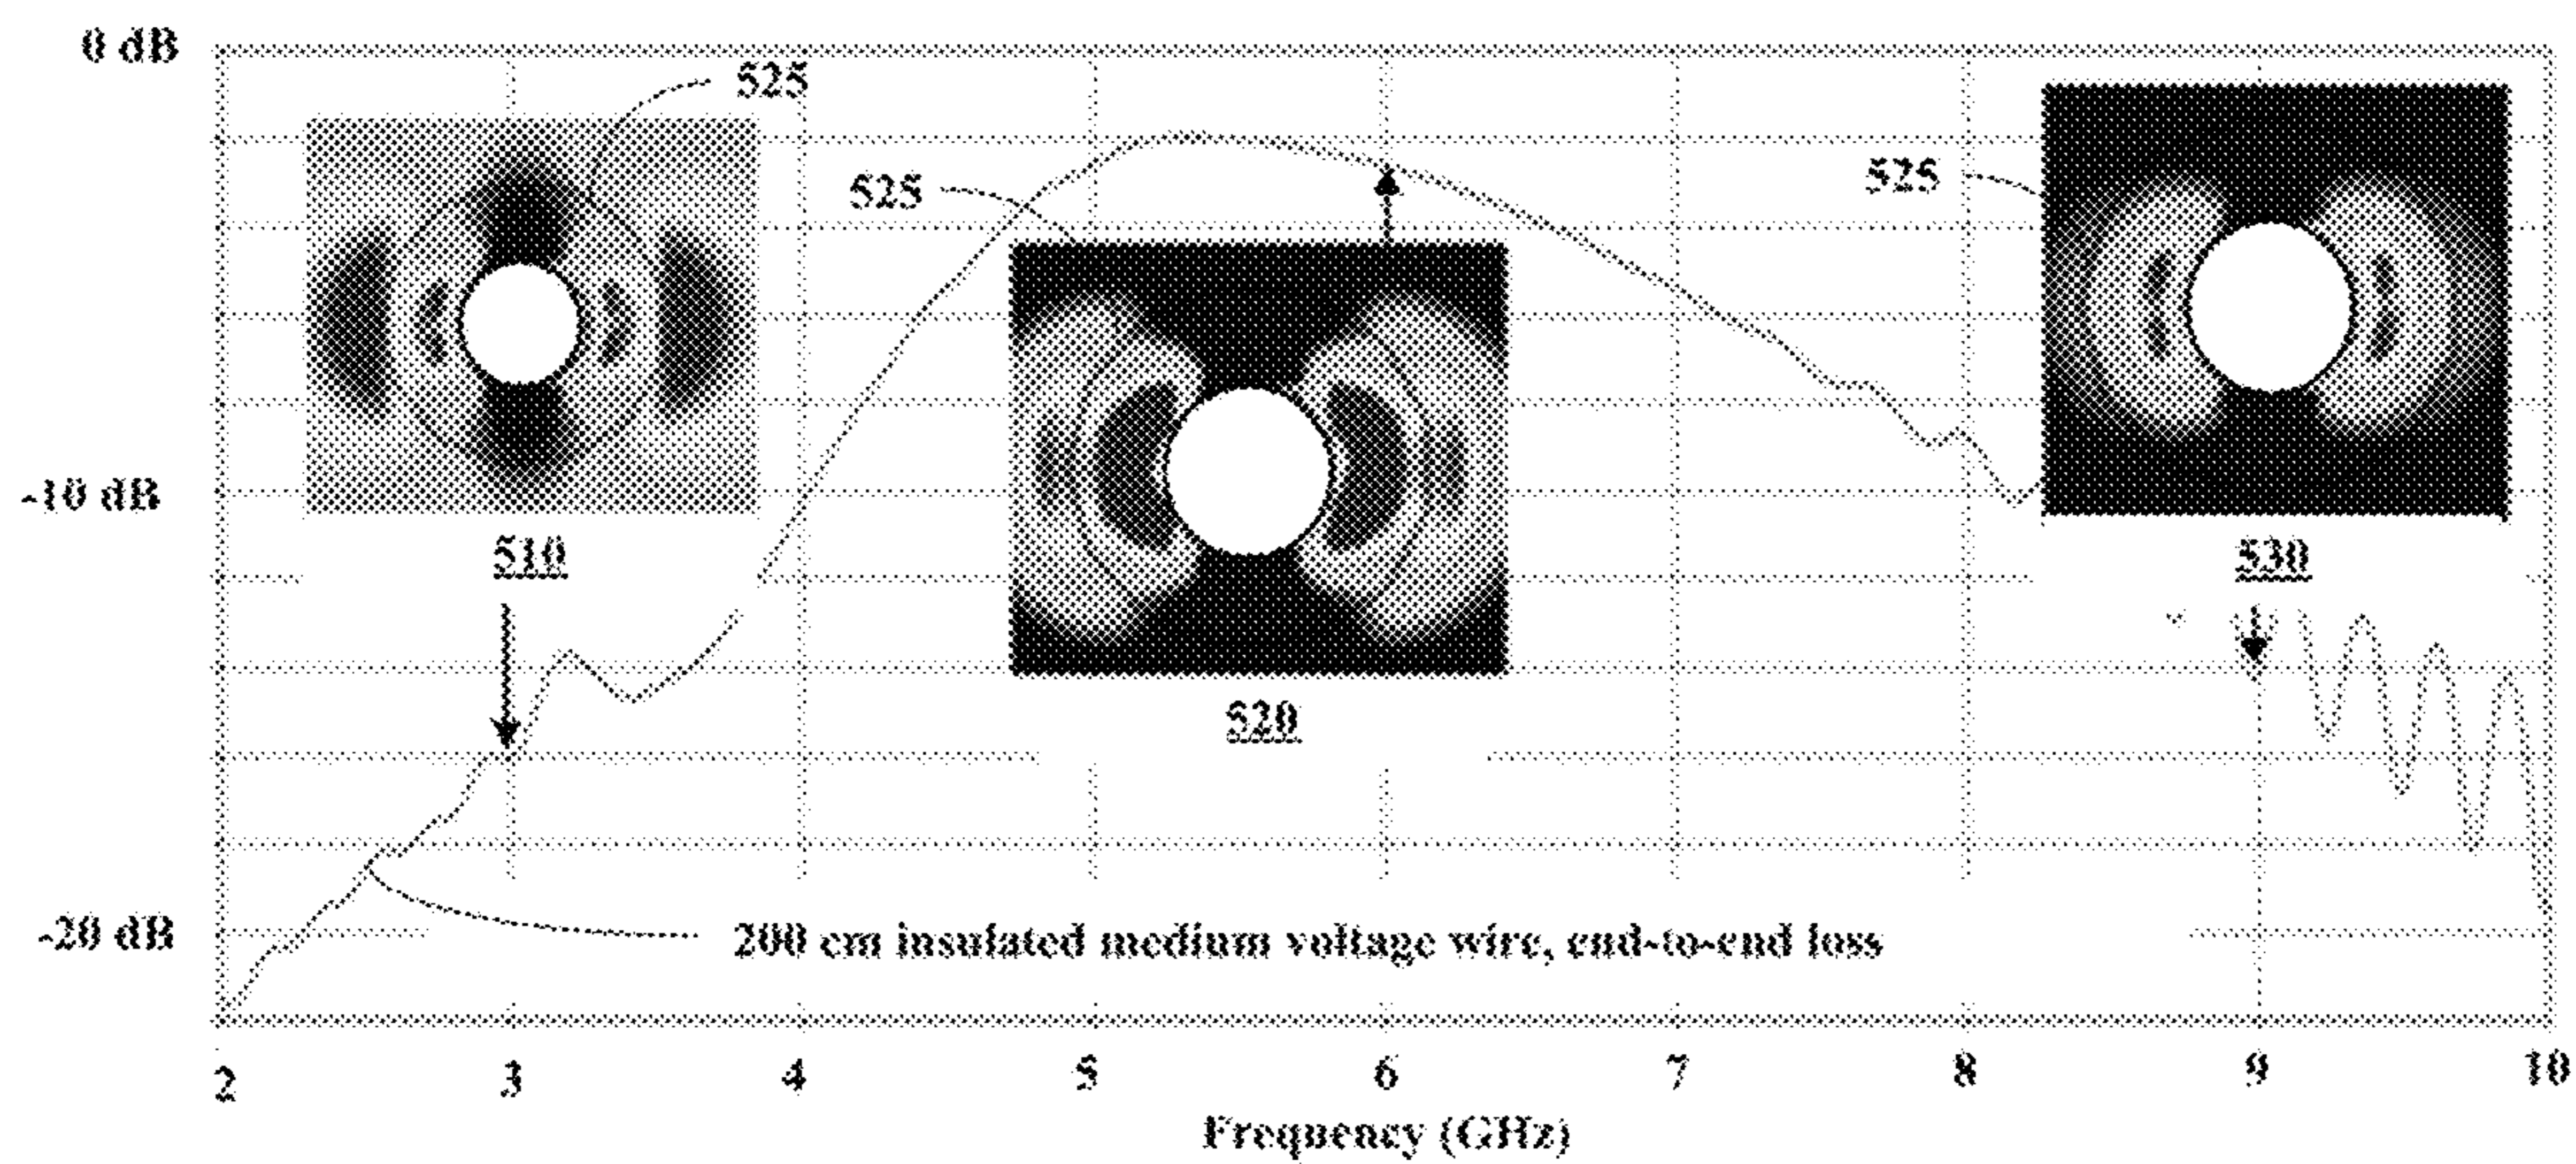 0 dB
525
525
525
-10 dB
510
530
520
-20 dB
200 cm insulated medium voltage wire, end-to-end loss
2 3 4 5 6 7 8 9 10
Frequency (GHz)